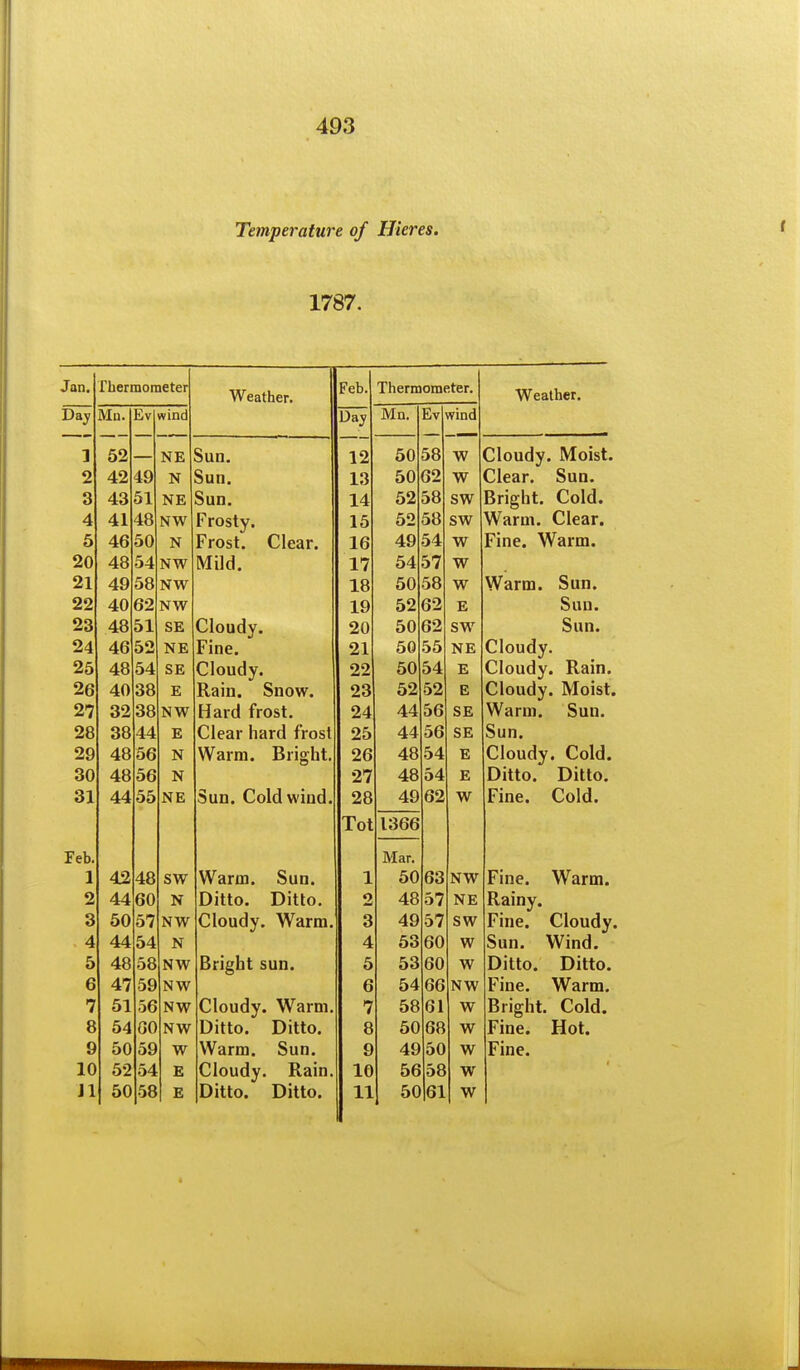 493
Temperature of Hieres.
1787.
Jan. Thermometer Weather. Feb. Thermometer. Weather.
Day Mn. Ev wind Day Mn. Ev wind
1 52 — NE Sun. 12 50 58 W Cloudy. Moist.
2 42 49 N Sun. 13 50 62 W Clear. Sun.
3 43 51 NE Sun. 14 52 58 SW Bright. Cold.
4 41 48 NW Frosty. 15 52 58 SW Warm. Clear.
5 46 50 N Frost. Clear. 16 49 54 W Fine. Warm.
20 48 54 NW Mild. 17 54 57 W
21 49 58 NW 18 50 58 W Warm. Sun.
22 40 62 NW 19 52 62 E Sun.
23 48 51 SE Cloudy. 20 50 62 SW Sun.
24 46 52 NE Fine. 21 50 55 NE Cloudy.
25 48 54 SE Cloudy. 22 50 54 E Cloudy. Rain.
26 40 38 E Rain. Snow. 23 52 52 E Cloudy. Moist.
27 32 38 NW Hard frost. 24 44 56 SE Warm. Sun.
28 38 44 E Clear hard frost 25 44 56 SE Sun.
29 48 56 N Warm. Bright. 26 48 54 E Cloudy. Cold.
30 48 56 N 27 48 54 E Ditto. Ditto.
31 44 55 NE Sun. Cold wind. 28 49 62 W Fine. Cold.
Tot 1366
Feb. Mar.
1 42 48 SW Warm. Sun. 1 50 63 NW Fine. Warm.
2 44 60 N Ditto. Ditto. 2 48 57 NE Rainy.
3 50 57 NW Cloudy. Warm. 3 49 57 SW Fine. Cloudy.
4 44 54 N 4 53 60 W Sun. Wind.
5 48 58 NW Bright sun. 5 53 60 W Ditto. Ditto.
6 47 59 NW 6 54 66 NW Fine. Warm.
7 51 56 NW Cloudy. Warm. 7 58 61 W Bright. Cold.
8 54 60 NW Ditto. Ditto. 8 50 68 W Fine. Hot.
9 50 59 W Warm. Sun. 9 49 50 W Fine.
10 52 54 E Cloudy. Rain. 10 56 58 W
11 50 58 E Ditto. Ditto. 11 50 61 W